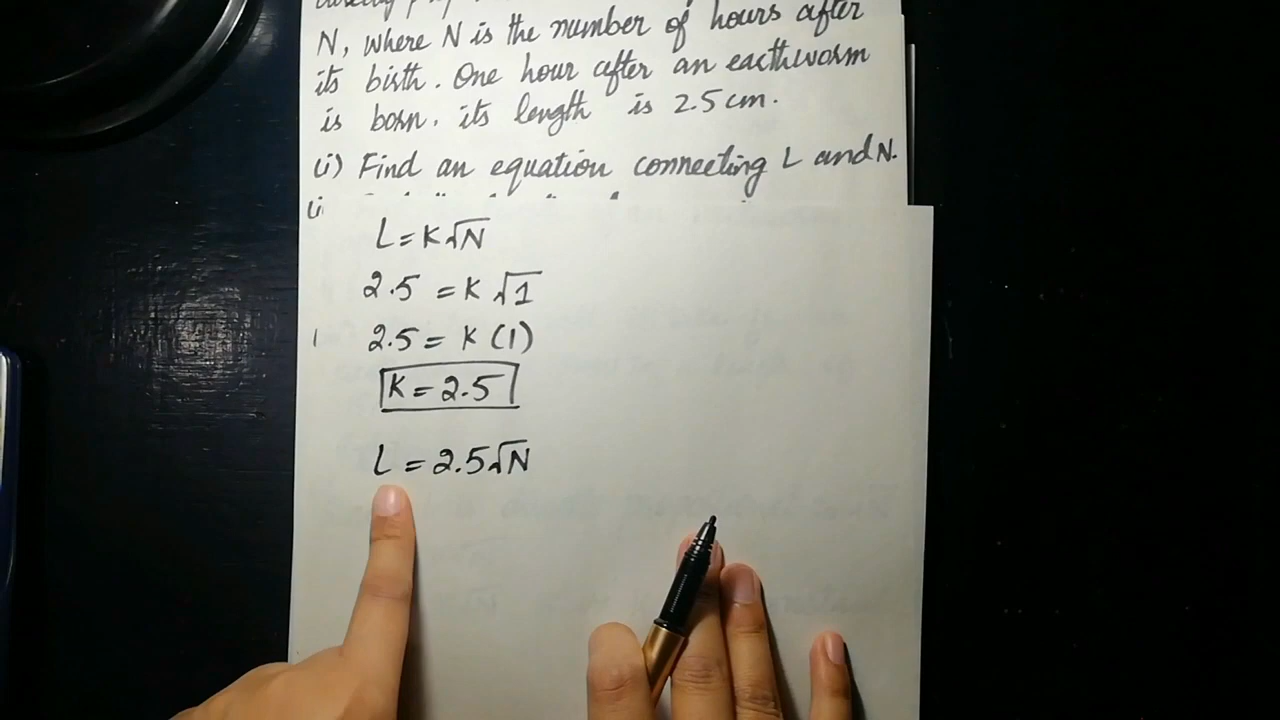 N, where N is the number of hours after
its birth. One hour after an earthworm
is born, its length is 2.5 cm.
(i) Find an equation connecting L and N.
L = K√N
2.5 = K √1
2.5 = K (1)
K = 2.5
L = 2.5√N